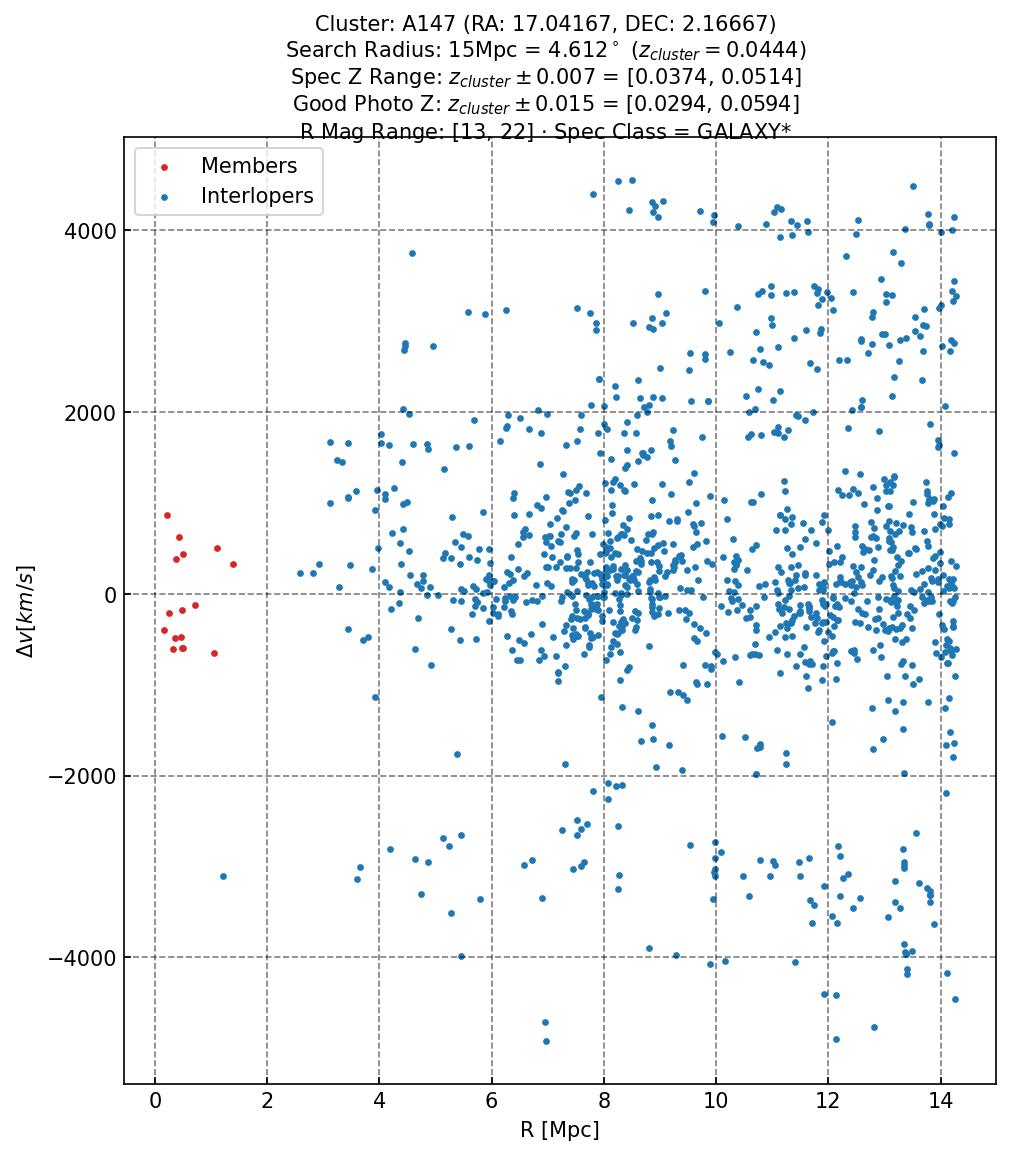 Cluster: A147 (RA: 17.04167, DEC: 2.16667)
Search Radius: 15Mpc = 4.612° (z_cluster = 0.0444)
Spec Z Range: z_cluster ± 0.007 = [0.0374, 0.0514]
Good Photo Z: z_cluster ± 0.015 = [0.0294, 0.0594]
R Mag Range: [13, 22] · Spec Class = GALAXY*
Members
Interlopers
4000
2000
0
−2000
−4000
Δv[km/s]
0 2 4 6 8 10 12 14
R [Mpc]